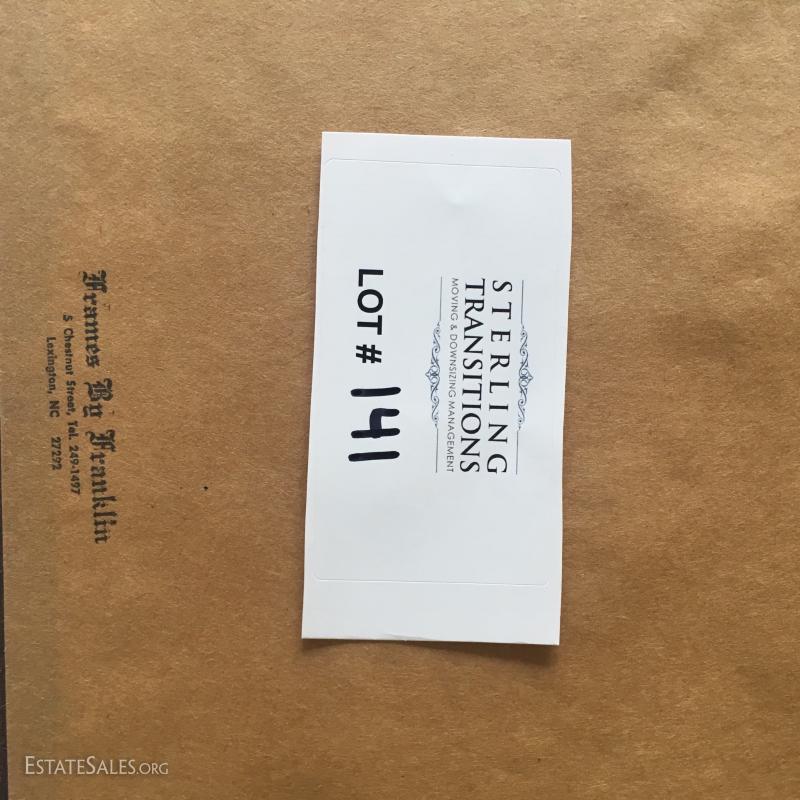 STERLING
TRANSITIONS
MOVING & DOWNSIZING MANAGEMENT
LOT # 141
Frames By Franklin
5 Chestnut Street, Tel. 249-1497
Lexington, NC 27292
ESTATESALES.ORG